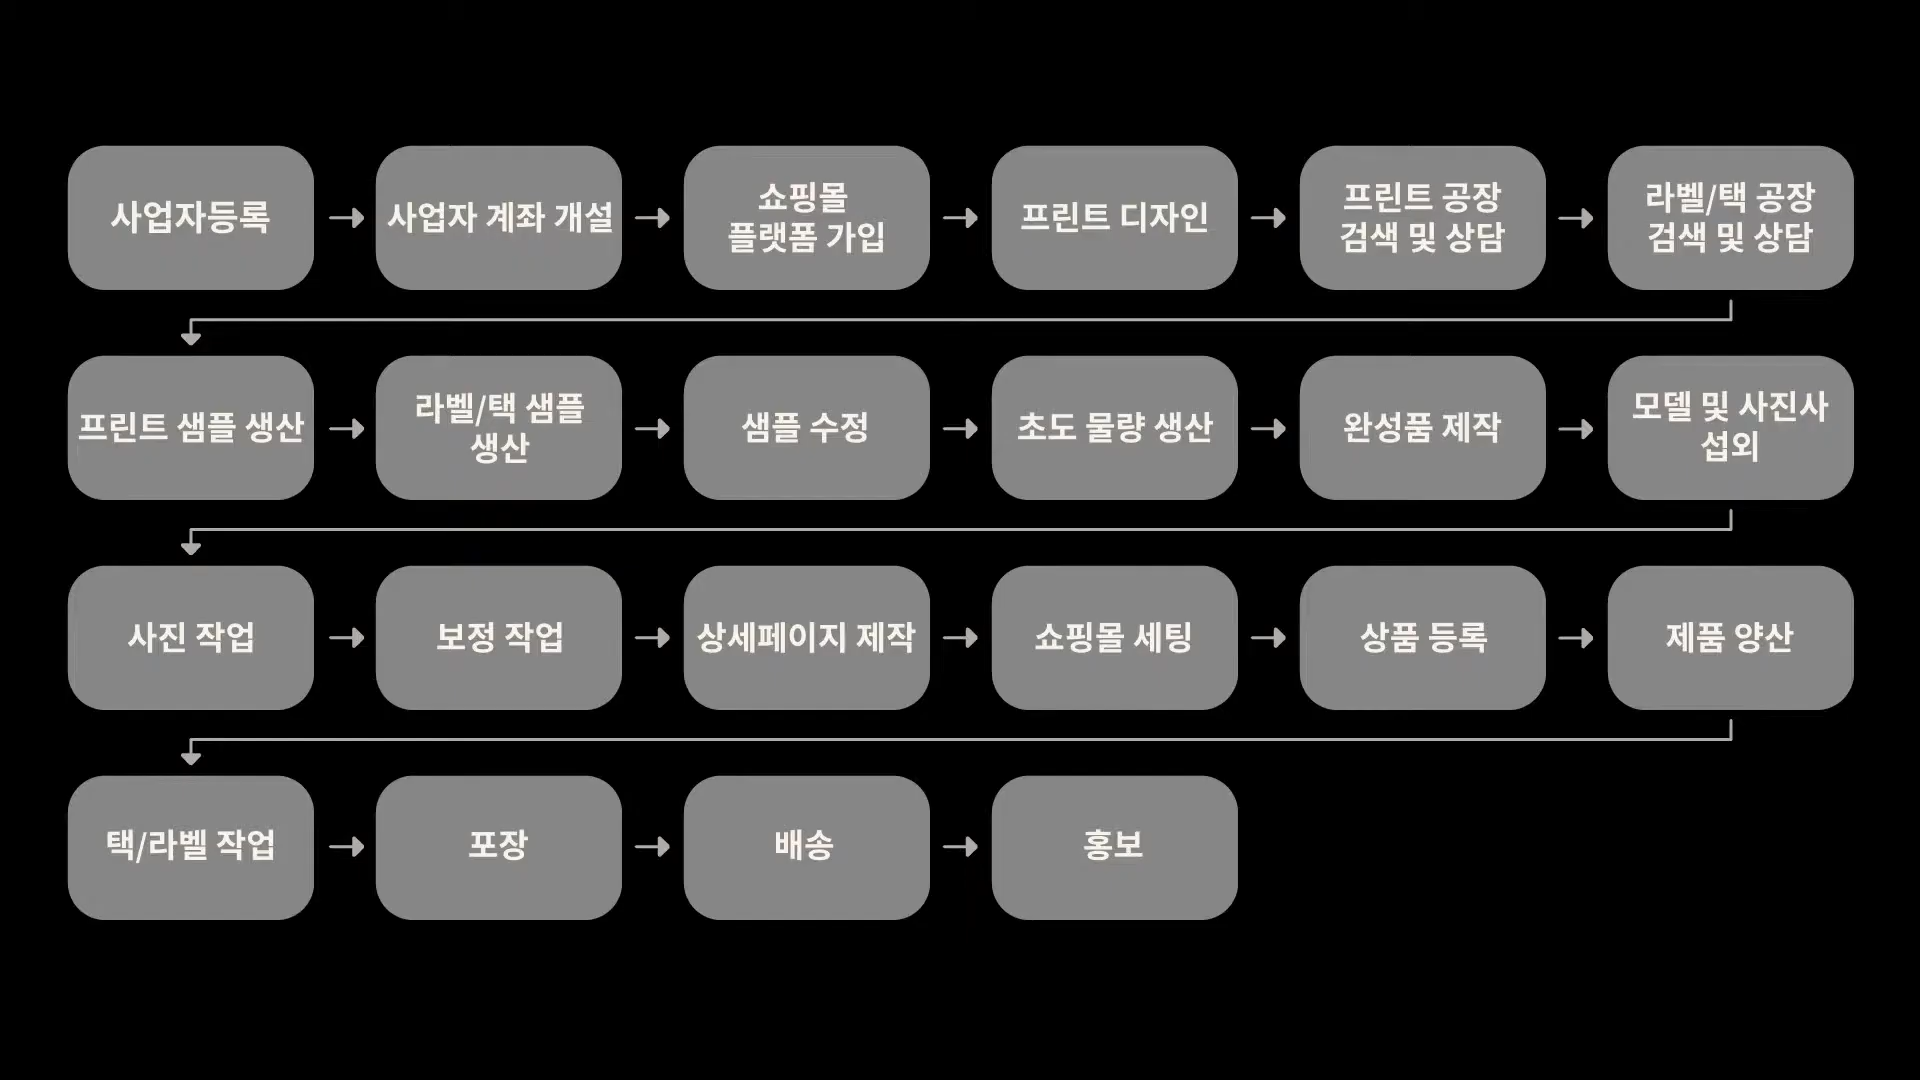 사업자등록
사업자 계좌 개설
쇼핑몰
플랫폼 가입
프린트 디자인
프린트 공장
검색 및 상담
라벨/택 공장
검색 및 상담
프린트 샘플 생산
라벨/택 샘플
생산
샘플 수정
초도 물량 생산
완성품 제작
모델 및 사진사
섭외
사진 작업
보정 작업
상세페이지 제작
쇼핑몰 세팅
상품 등록
제품 양산
택/라벨 작업
포장
배송
홍보